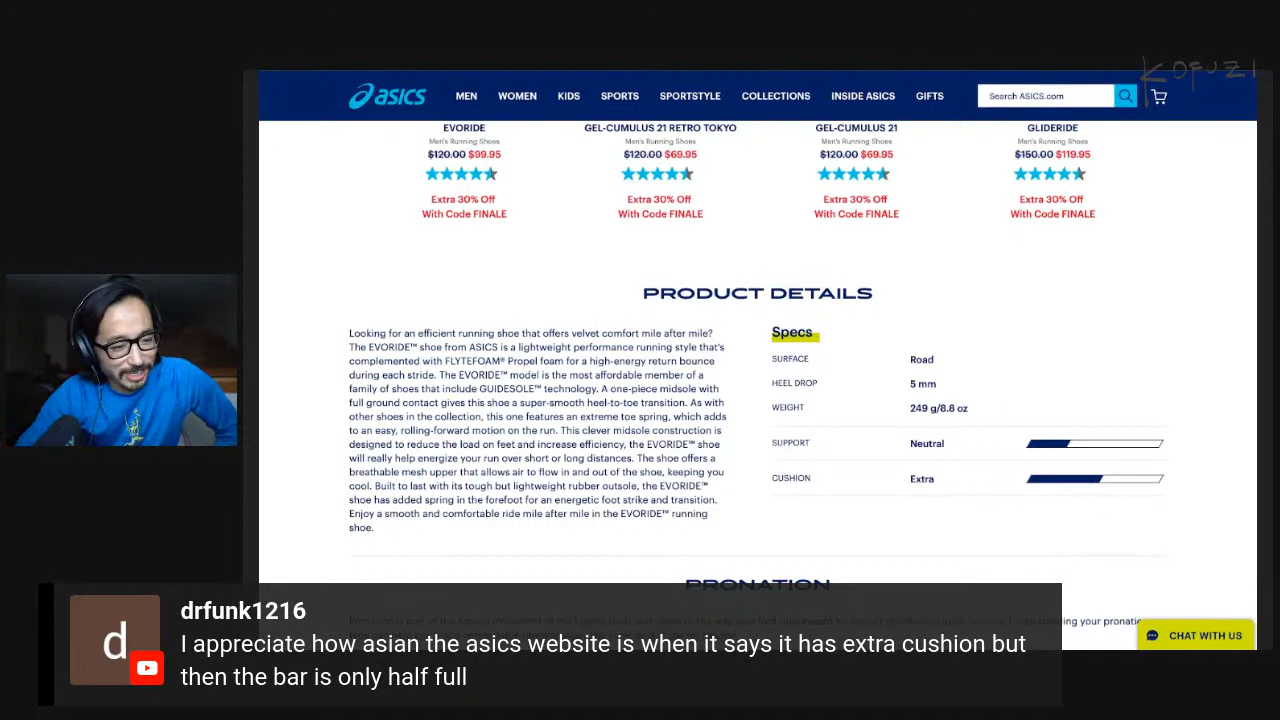 KOFUZI
asics MEN WOMEN KIDS SPORTS SPORTSTYLE COLLECTIONS INSIDE ASICS GIFTS Search ASICS.com
EVORIDE GEL-CUMULUS 21 RETRO TOKYO GEL-CUMULUS 21 GLIDERIDE
Men's Running Shoes Men's Running Shoes Men's Running Shoes Men's Running Shoes
$120.00 $99.95 $120.00 $69.95 $120.00 $69.95 $150.00 $119.95
Extra 30% Off Extra 30% Off Extra 30% Off Extra 30% Off
With Code FINALE With Code FINALE With Code FINALE With Code FINALE
PRODUCT DETAILS
Looking for an efficient running shoe that offers velvet comfort mile after mile?
The EVORIDE™ shoe from ASICS is a lightweight performance running style that's
complemented with FLYTEFOAM® Propel foam for a high-energy return bounce
during each stride. The EVORIDE™ model is the most affordable member of a
family of shoes that include GUIDESOLE™ technology. A one-piece midsole with
full ground contact gives this shoe a super-smooth heel-to-toe transition. As with
other shoes in the collection, this one features an extreme toe spring, which adds
to an easy, rolling-forward motion on the run. This clever midsole construction is
designed to reduce the load on feet and increase efficiency, the EVORIDE™ shoe
will really help energize your run over short or long distances. The shoe offers a
breathable mesh upper that allows air to flow in and out of the shoe, keeping you
cool. Built to last with its tough but lightweight rubber outsole, the EVORIDE™
shoe has added spring in the forefoot for an energetic foot strike and transition.
Enjoy a smooth and comfortable ride mile after mile in the EVORIDE™ running
shoe.
Specs
SURFACE Road
HEEL DROP 5 mm
WEIGHT 249 g/8.8 oz
SUPPORT Neutral
CUSHION Extra
PRONATION
your pronation
CHAT WITH US
d
drfunk1216
I appreciate how asian the asics website is when it says it has extra cushion but
then the bar is only half full